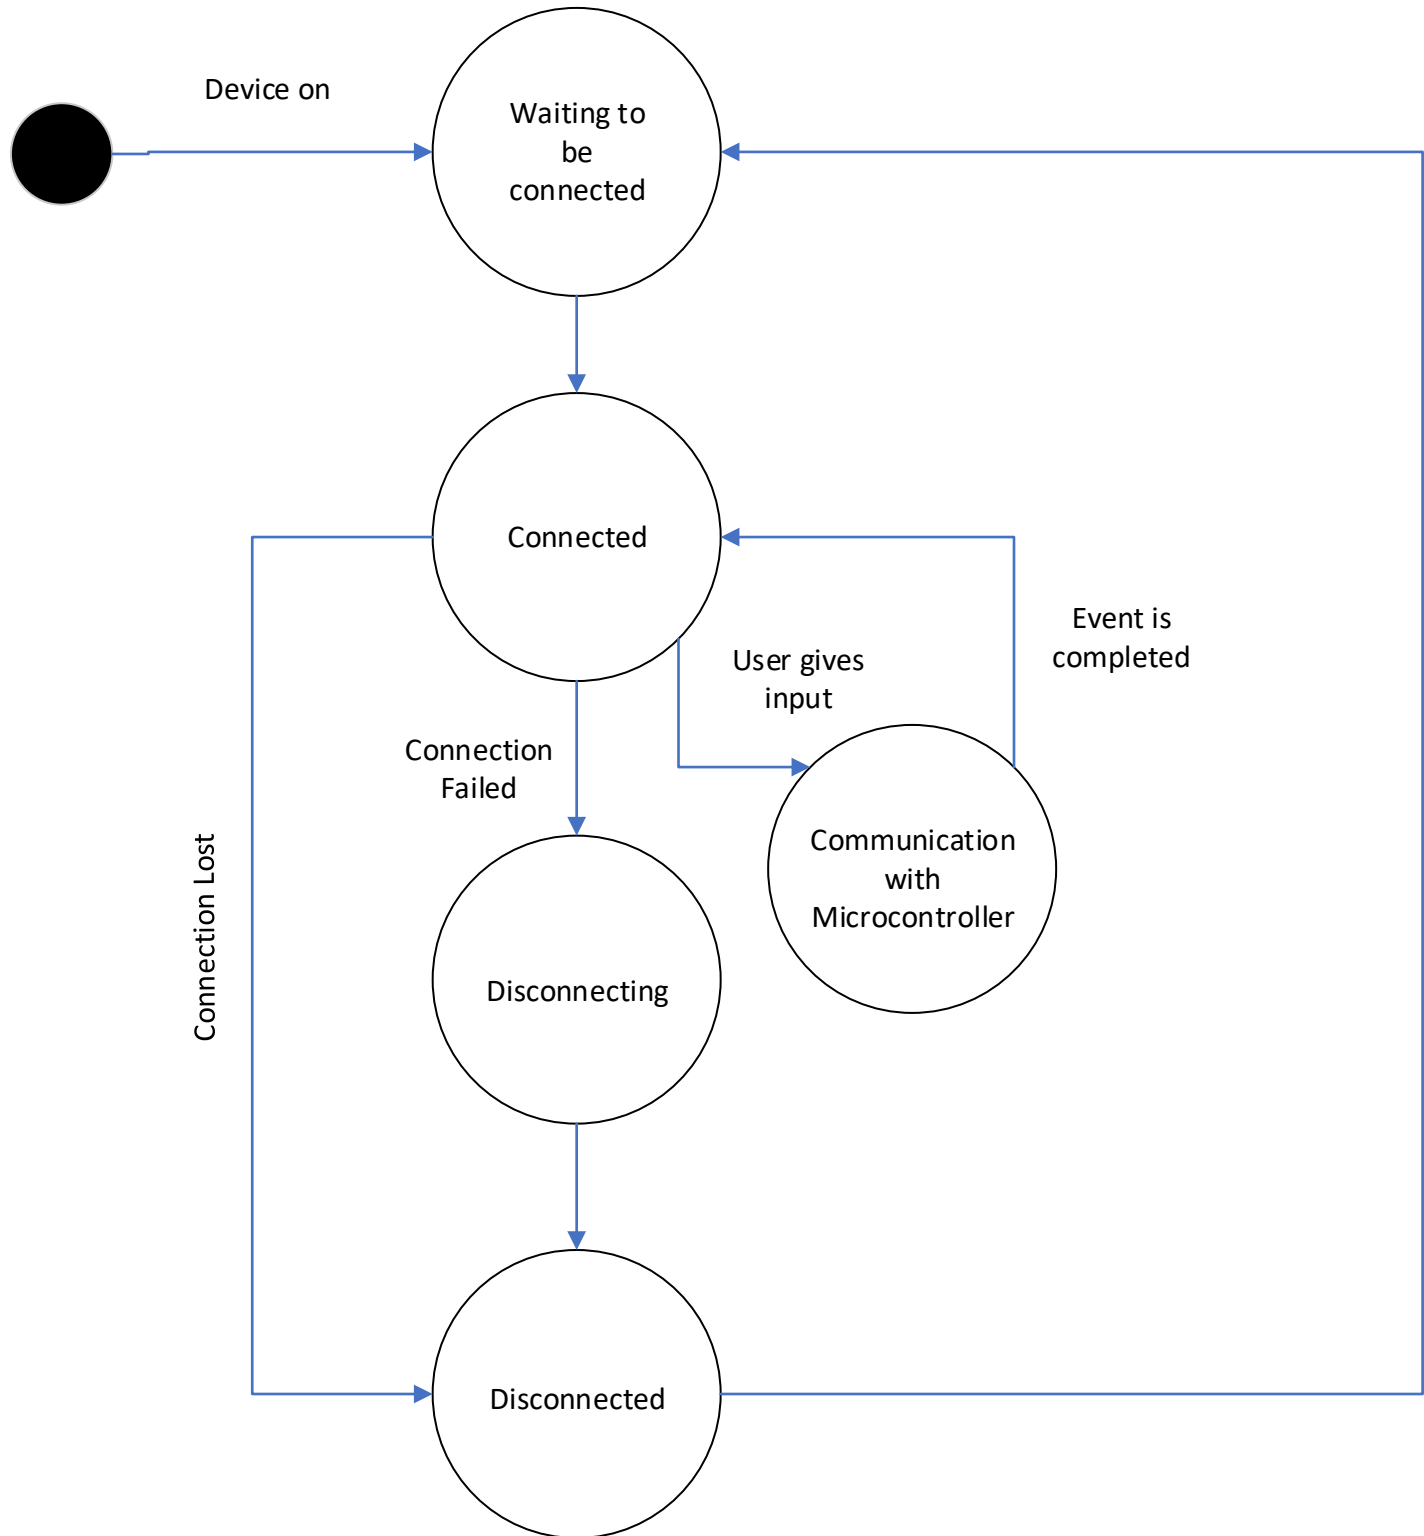 Device on
Waiting to
be
connected
Connected
Event is
completed
User gives
input
Connection
Failed
Communication
with
Microcontroller
Connection Lost
Disconnecting
Disconnected